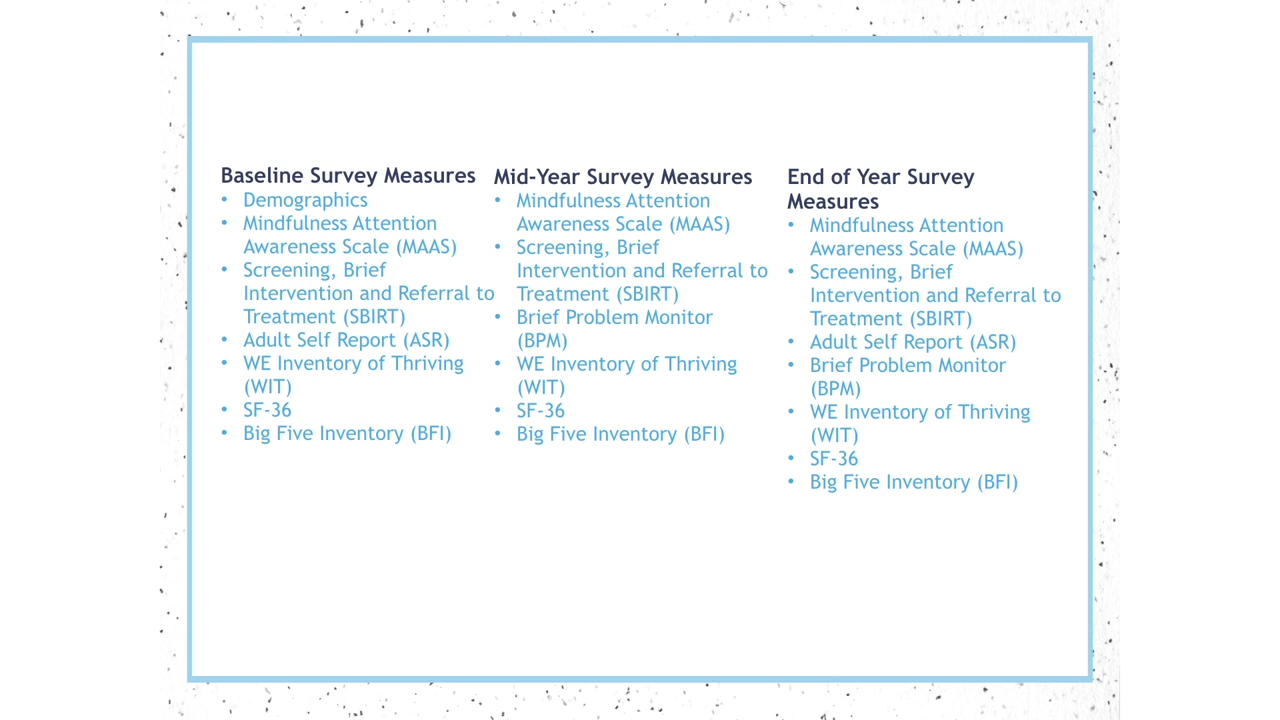 Baseline Survey Measures
• Demographics
• Mindfulness Attention
Awareness Scale (MAAS)
• Screening, Brief
Intervention and Referral to
Treatment (SBIRT)
• Adult Self Report (ASR)
• WE Inventory of Thriving
(WIT)
• SF-36
• Big Five Inventory (BFI)
Mid-Year Survey Measures
• Mindfulness Attention
Awareness Scale (MAAS)
• Screening, Brief
Intervention and Referral to
Treatment (SBIRT)
• Brief Problem Monitor
(BPM)
• WE Inventory of Thriving
(WIT)
• SF-36
• Big Five Inventory (BFI)
End of Year Survey
Measures
• Mindfulness Attention
Awareness Scale (MAAS)
• Screening, Brief
Intervention and Referral to
Treatment (SBIRT)
• Adult Self Report (ASR)
• Brief Problem Monitor
(BPM)
• WE Inventory of Thriving
(WIT)
• SF-36
• Big Five Inventory (BFI)